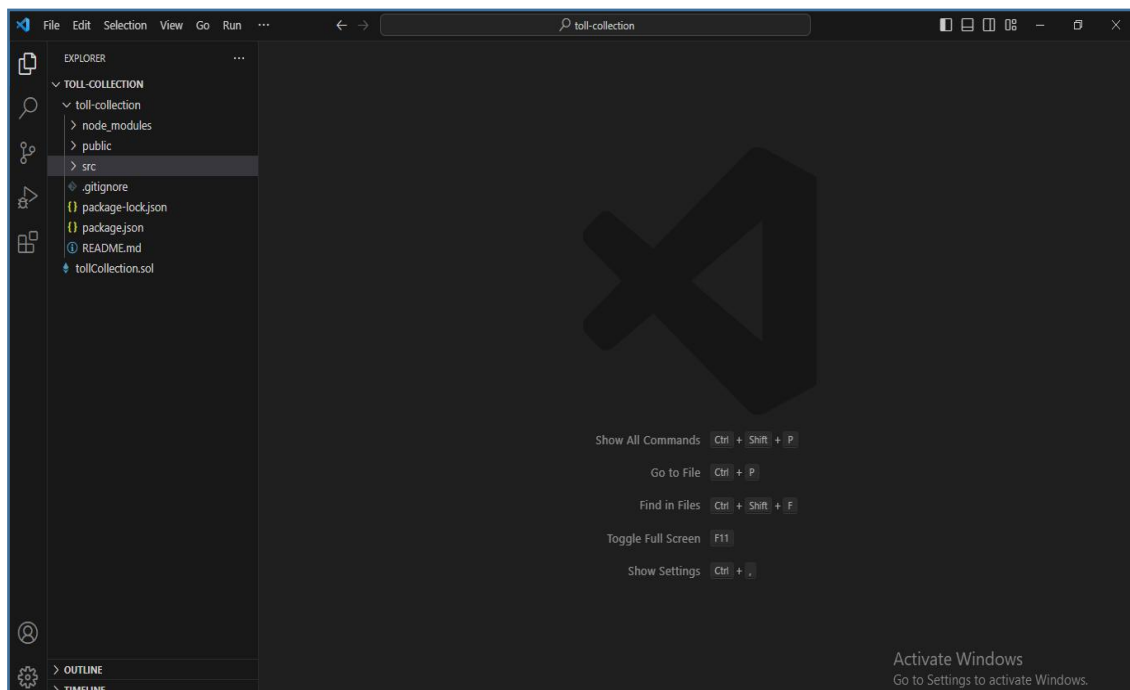 File Edit Selection View Go Run ···
toll-collection
EXPLORER ···
TOLL-COLLECTION
toll-collection
node_modules
public
src
.gitignore
{} package-lock.json
{} package.json
README.md
tollCollection.sol
Show All Commands Ctrl + Shift + P
Go to File Ctrl + P
Find in Files Ctrl + Shift + F
Toggle Full Screen F11
Show Settings Ctrl + ,
Activate Windows
Go to Settings to activate Windows.
OUTLINE
TIMELINE